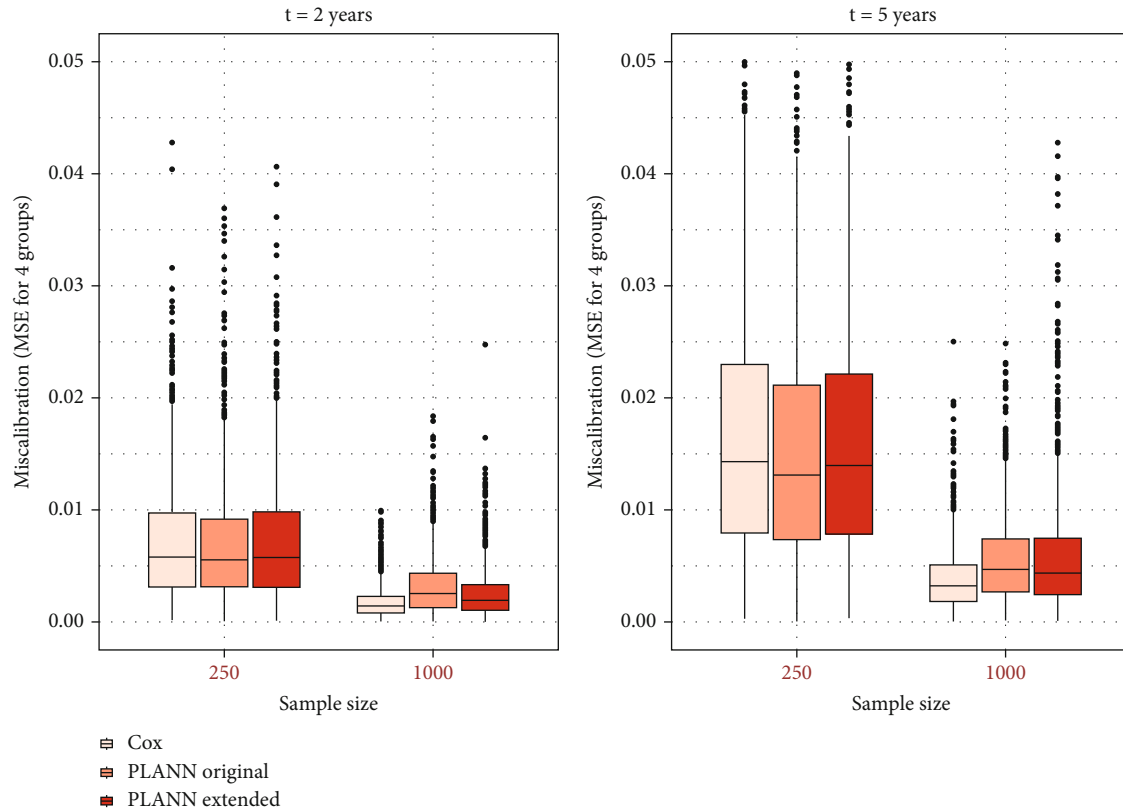 t = 2 years
0.05
0.04
0.03
0.02
0.01
0.00
Miscalibration (MSE for 4 groups)
250
1000
Sample size
t = 5 years
0.05
0.04
0.03
0.02
0.01
0.00
Miscalibration (MSE for 4 groups)
250
1000
Sample size
Cox
PLANN original
PLANN extended